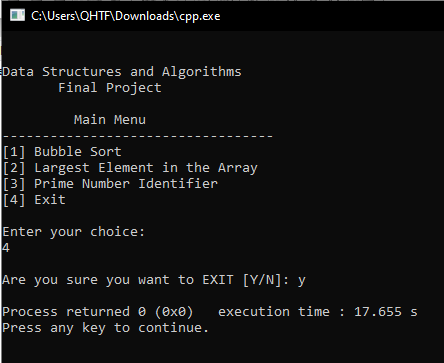 C:\Users\QHTF\Downloads\cpp.exe
Data Structures and Algorithms
Final Project
Main Menu
----------------------------------
[1] Bubble Sort
[2] Largest Element in the Array
[3] Prime Number Identifier
[4] Exit
Enter your choice:
4
Are you sure you want to EXIT [Y/N]: y
Process returned 0 (0x0)   execution time : 17.655 s
Press any key to continue.